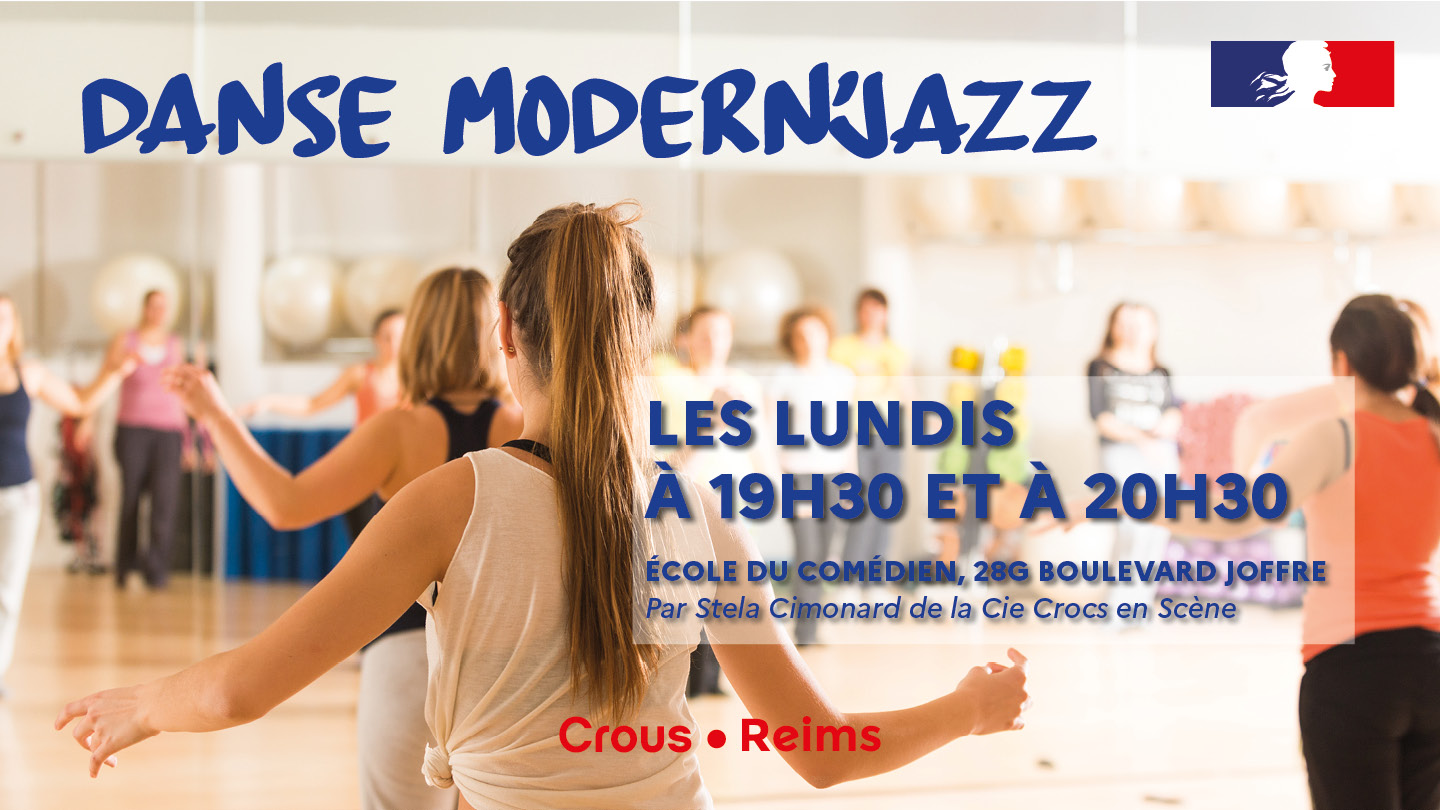 DANSE MODERN'JAZZ
LES LUNDIS
À 19H30 ET À 20H30
ÉCOLE DU COMÉDIEN, 28G BOULEVARD JOFFRE
Par Stela Cimonard de la Cie Crocs en Scène
Crous • Reims